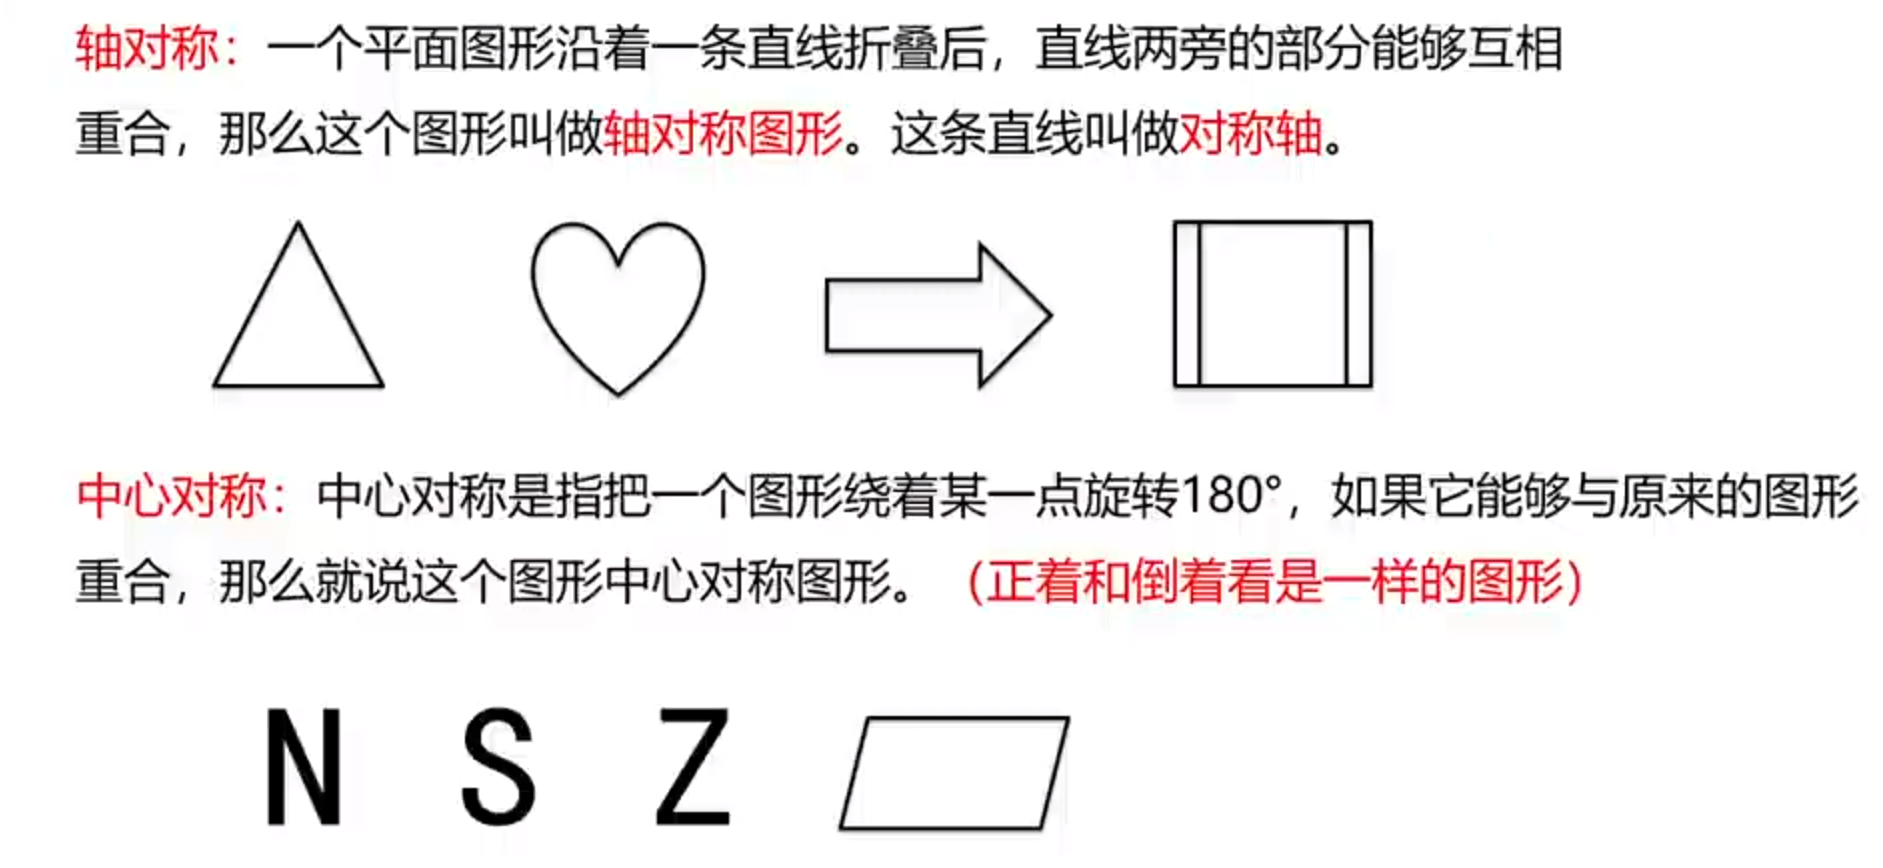 轴对称：一个平面图形沿着一条直线折叠后，直线两旁的部分能够互相
重合，那么这个图形叫做轴对称图形。这条直线叫做对称轴。
中心对称：中心对称是指把一个图形绕着某一点旋转180°，如果它能够与原来的图形
重合，那么就说这个图形中心对称图形。（正着和倒着看是一样的图形）
N S Z